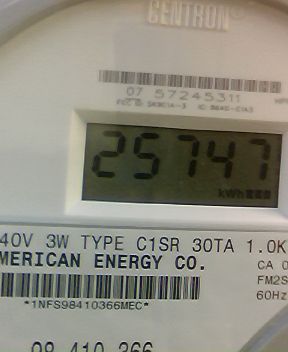 CENTRON®
07 57245311
25747
kWh
40V 3W TYPE C1SR 30TA 1.0K
MERICAN ENERGY CO.
CA 0
FM2S
60Hz
*1NFS98410366MEC*
98 410 366